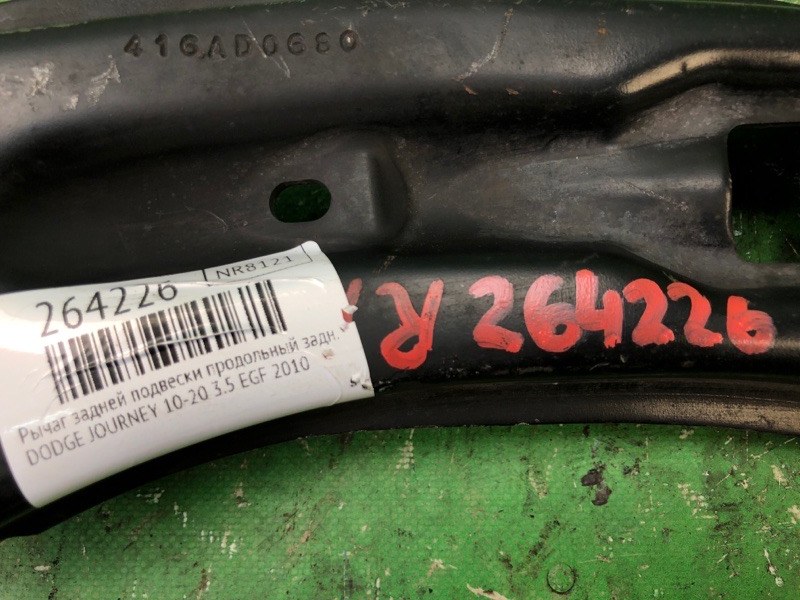 416AD0680
264226
NR8121
Рычаг задней подвески продольный задн.
DODGE JOURNEY 10-20 3.5 EGF 2010
264226